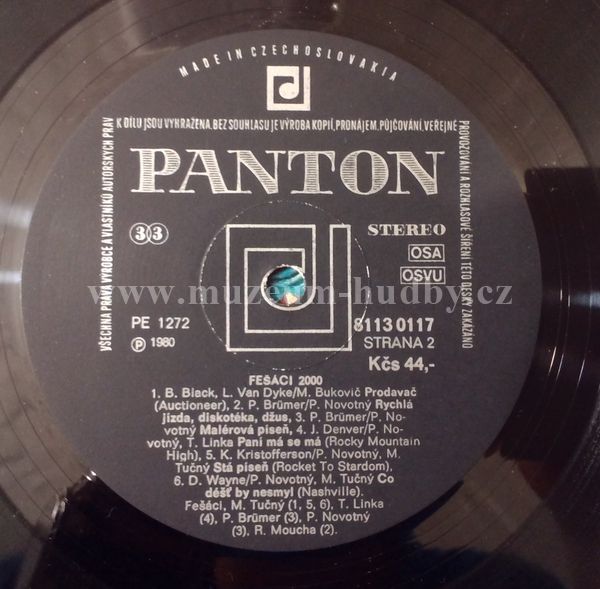 MADE IN CZECHOSLOVAKIA
VŠECHNA PRÁVA VÝROBCE A VLASTNÍKŮ AUTORSKÝCH PRÁV
K DÍLU JSOU VYHRAŽENA. BEZ SOUHLASU JE VÝROBA KOPIÍ, PRONÁJEM, PŮJČOVÁNÍ, VEŘEJNÉ
PROVOZOVÁNÍ A ROZHLASOVÉ ŠÍŘENÍ TÉTO DESKY ZAKÁZÁNO
PANTON
33 STEREO
OSA
OSVU
www.muzeum-hudby.cz
PE 1272 8113 0117
Ⓟ 1980 STRANA 2
Kčs 44,-
FEŠÁCI 2000
1. B. Black, L. Van Dyke/M. Bukovič Prodavač
(Auctioneer), 2. P. Brümer/P. Novotný Rychlá
jízda, diskotéka, džus, 3. P. Brümer/P. No-
votný Malérová píseň, 4. J. Denver/P. No-
votný, T. Linka Paní má se má (Rocky Mountain
High), 5. K. Kristofferson/P. Novotný, M.
Tučný Stá píseň (Rocket To Stardom).
6. D. Wayne/P. Novotný, M. Tučný Co
déšť by nesmyl (Nashville).
Fešáci, M. Tučný (1, 5, 6), T. Linka
(4), P. Brümer (3), P. Novotný
(3), R. Moucha (2).